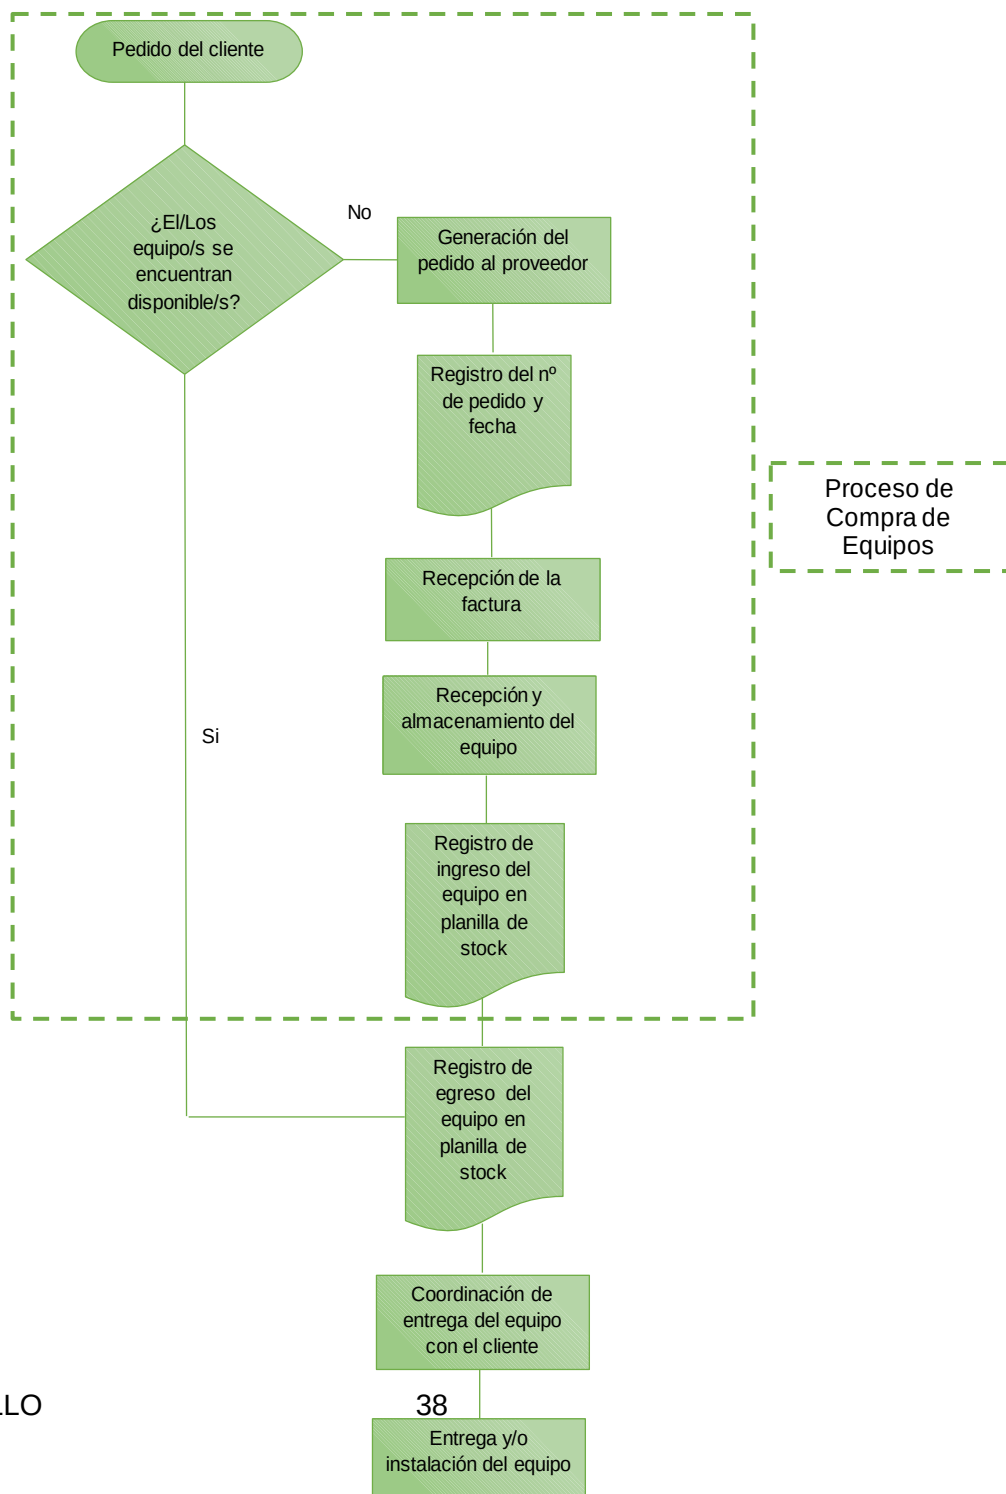 Pedido del cliente
¿El/Los
equipo/s se
encuentran
disponible/s?
No
Generación del
pedido al proveedor
Registro del nº
de pedido y
fecha
Proceso de
Compra de
Equipos
Recepción de la
factura
Recepción y
almacenamiento del
equipo
Si
Registro de
ingreso del
equipo en
planilla de
stock
Registro de
egreso del
equipo en
planilla de
stock
Coordinación de
entrega del equipo
con el cliente
LLO
38
Entrega y/o
instalación del equipo